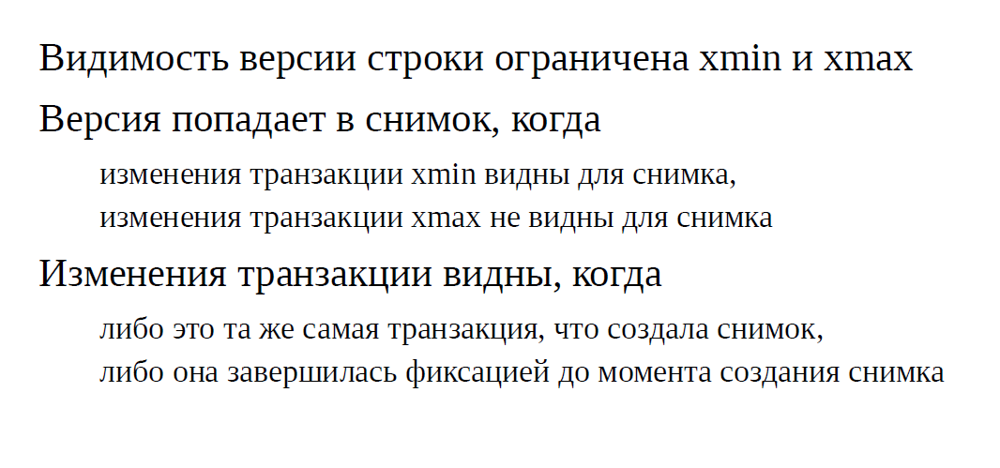 Видимость версии строки ограничена xmin и xmax
Версия попадает в снимок, когда
изменения транзакции xmin видны для снимка,
изменения транзакции xmax не видны для снимка
Изменения транзакции видны, когда
либо это та же самая транзакция, что создала снимок,
либо она завершилась фиксацией до момента создания снимка